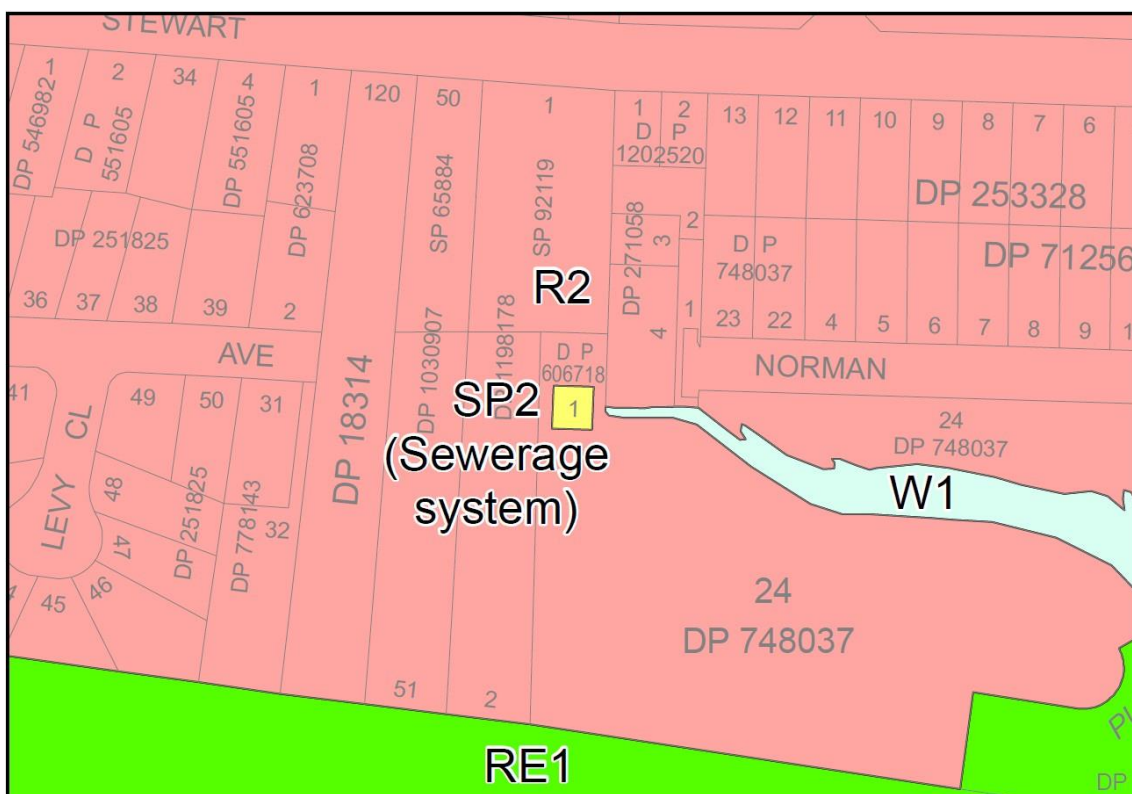 STEWART
1
2
34
4
1
120
50
1
1
2
13
12
11
10
9
8
7
6
DP 546982
D P
551605
DP 551605
DP 623708
SP 65884
SP 92119
D P
1202520
DP 253328
DP 251825
DP 271058
3
2
D P
748037
DP 71256
R2
36
37
38
39
2
4
1
23
22
4
5
6
7
8
9
1
AVE
DP 18314
DP 1030907
1198178
D P
606718
NORMAN
41
49
50
31
SP2
(Sewerage
system)
1
24
DP 748037
LEVY CL
48
47
DP 251825
DP 778143
32
W1
46
45
24
DP 748037
51
2
RE1
DP